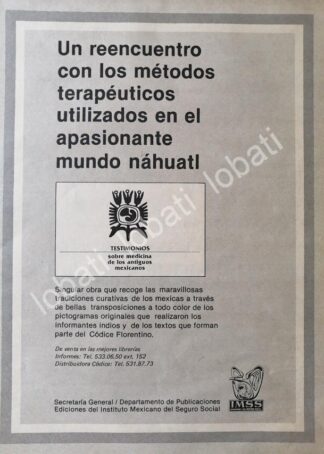 Un reencuentro
con los métodos
terapéuticos
utilizados en el
apasionante
mundo náhuatl
TESTIMONIOS
sobre medicina
de los antiguos
mexicanos
Singular obra que recoge las maravillosas
tradiciones curativas de los mexicas a través
de bellas transposiciones a todo color de los
pictogramas originales que realizaron los
informantes indios y de los textos que forman
parte del Códice Florentino.
De venta en las mejores librerías
Informes: Tel. 533.06.50 ext. 152
Distribuidora Códice: Tel. 531.87.73
Secretaría General / Departamento de Publicaciones
Ediciones del Instituto Mexicano del Seguro Social
IMSS
lobati lobati lobati